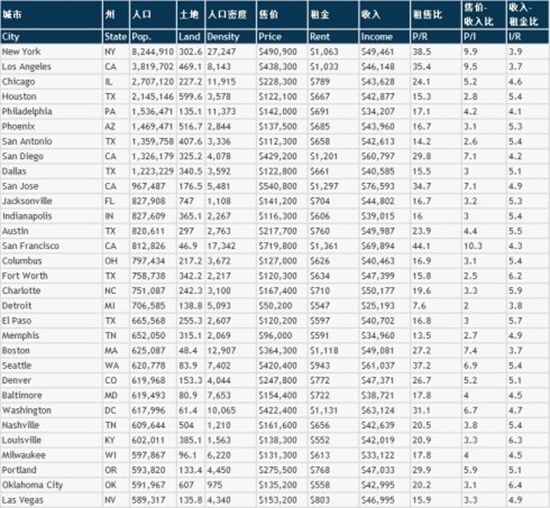 城市 州 人口 土地 人口密度 售价 租金 收入 租售比 售价-收入比 收入-租金比
City State Pop. Land Density Price Rent Income P/R P/I I/R
New York NY 8,244,910 302.6 27,247 $490,900 $1,063 $49,461 38.5 9.9 3.9
Los Angeles CA 3,819,702 469.1 8,143 $438,300 $1,033 $46,148 35.4 9.5 3.7
Chicago IL 2,707,120 227.2 11,915 $228,300 $789 $43,628 24.1 5.2 4.6
Houston TX 2,145,146 599.6 3,578 $122,100 $667 $42,877 15.3 2.8 5.4
Philadelphia PA 1,536,471 135.1 11,373 $142,000 $691 $34,207 17.1 4.2 4.1
Phoenix AZ 1,469,471 516.7 2,844 $137,500 $685 $43,960 16.7 3.1 5.3
San Antonio TX 1,359,758 407.6 3,336 $112,300 $658 $42,613 14.2 2.6 5.4
San Diego CA 1,326,179 325.2 4,078 $429,200 $1,201 $60,797 29.8 7.1 4.2
Dallas TX 1,223,229 340.5 3,592 $122,800 $661 $40,585 15.5 3 5.1
San Jose CA 967,487 176.5 5,481 $540,800 $1,297 $76,593 34.7 7.1 4.9
Jacksonville FL 827,908 747 1,108 $141,200 $704 $44,802 16.7 3.2 5.3
Indianapolis IN 827,609 365.1 2,267 $116,300 $606 $39,015 16 3 5.4
Austin TX 820,611 297 2,763 $217,700 $760 $49,987 23.9 4.4 5.5
San Francisco CA 812,826 46.9 17,342 $719,800 $1,361 $69,894 44.1 10.3 4.3
Columbus OH 797,434 217.2 3,672 $127,000 $626 $40,463 16.9 3.1 5.4
Fort Worth TX 758,738 342.2 2,217 $120,300 $634 $47,399 15.8 2.5 6.2
Charlotte NC 751,087 242.3 3,100 $167,400 $710 $50,177 19.6 3.3 5.9
Detroit MI 706,585 138.8 5,093 $50,200 $547 $25,193 7.6 2 3.8
El Paso TX 665,568 255.3 2,607 $120,200 $597 $40,702 16.8 3 5.7
Memphis TN 652,050 315.1 2,069 $96,000 $591 $34,960 13.5 2.7 4.9
Boston MA 625,087 48.4 12,907 $364,300 $1,118 $49,081 27.2 7.4 3.7
Seattle WA 620,778 83.9 7,402 $420,400 $943 $61,037 37.2 6.9 5.4
Denver CO 619,968 153.3 4,044 $247,800 $772 $47,371 26.7 5.2 5.1
Baltimore MD 619,493 80.9 7,653 $154,400 $722 $38,721 17.8 4 4.5
Washington DC 617,996 61.4 10,065 $422,400 $1,131 $63,124 31.1 6.7 4.7
Nashville TN 609,644 504 1,210 $161,600 $656 $42,639 20.5 3.8 5.4
Louisville KY 602,011 385.1 1,563 $138,300 $552 $42,019 20.9 3.3 6.3
Milwaukee WI 597,867 96.1 6,220 $131,300 $613 $33,122 17.8 4 4.5
Portland OR 593,820 133.4 4,450 $275,500 $768 $47,033 29.9 5.9 5.1
Oklahoma City OK 591,967 607 975 $135,200 $558 $42,995 20.2 3.1 6.4
Las Vegas NV 589,317 135.8 4,340 $153,200 $803 $46,995 15.9 3.3 4.9